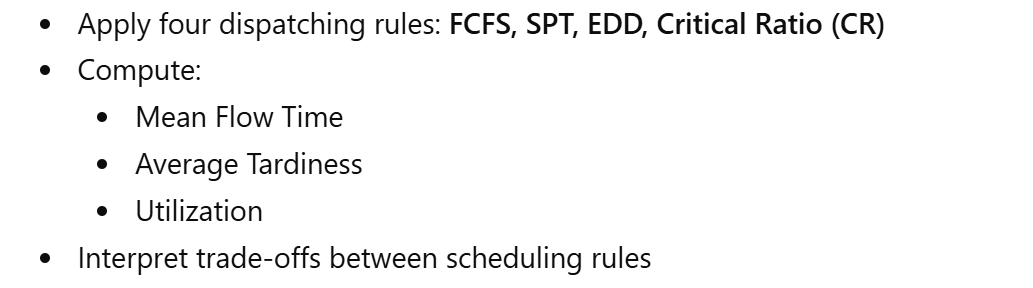 • Apply four dispatching rules: FCFS, SPT, EDD, Critical Ratio (CR)
• Compute:
• Mean Flow Time
• Average Tardiness
• Utilization
• Interpret trade-offs between scheduling rules